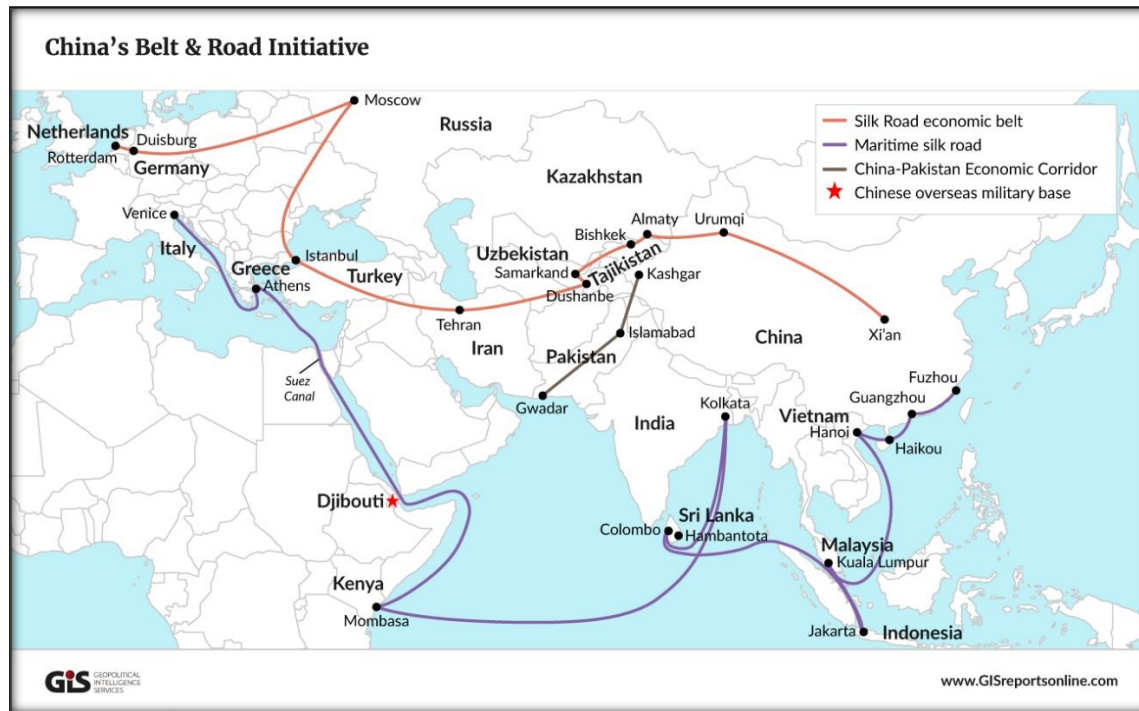 China's Belt & Road Initiative
Silk Road economic belt
Maritime silk road
China-Pakistan Economic Corridor
Chinese overseas military base
Moscow
Russia
Netherlands
Duisburg
Rotterdam
Germany
Kazakhstan
Venice
Italy
Almaty
Urumqi
Bishkek
Uzbekistan
Samarkand
Tajikistan
Kashgar
Dushanbe
Istanbul
Greece
Athens
Turkey
Tehran
Iran
Islamabad
Pakistan
China
Xi'an
Suez
Canal
Gwadar
Kolkata
India
Fuzhou
Guangzhou
Vietnam
Hanoi
Haikou
Djibouti
Sri Lanka
Colombo
Hambantota
Malaysia
Kuala Lumpur
Kenya
Mombasa
Jakarta
Indonesia
GIS
GEOPOLITICAL
INTELLIGENCE
SERVICES
www.GISreportsonline.com